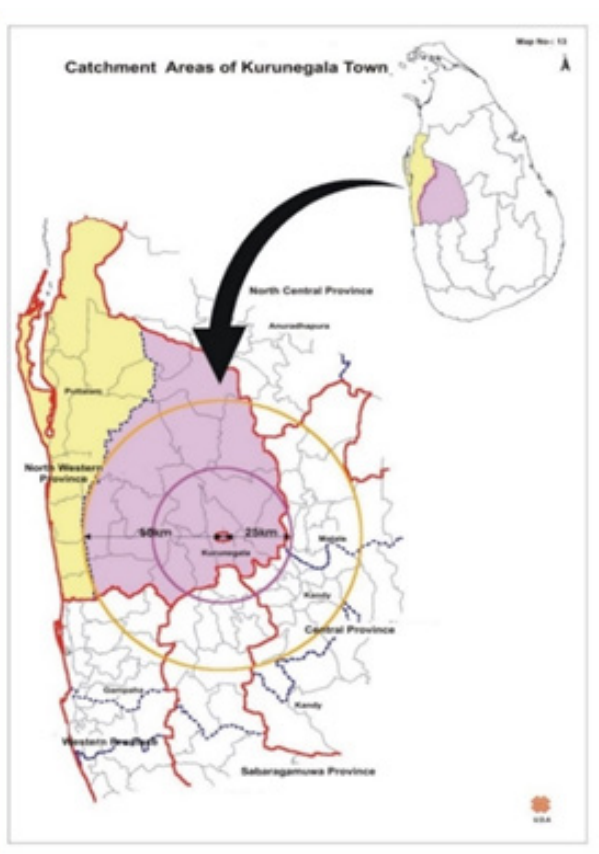 Map No: 13
Catchment Areas of Kurunegala Town
North Central Province
Anuradhapura
Puttalam
North Western
Province
50km
25km
Kurunegala
Matale
Kandy
Central Province
Gampaha
Kandy
Western Province
Sabaragamuwa Province
U.D.A